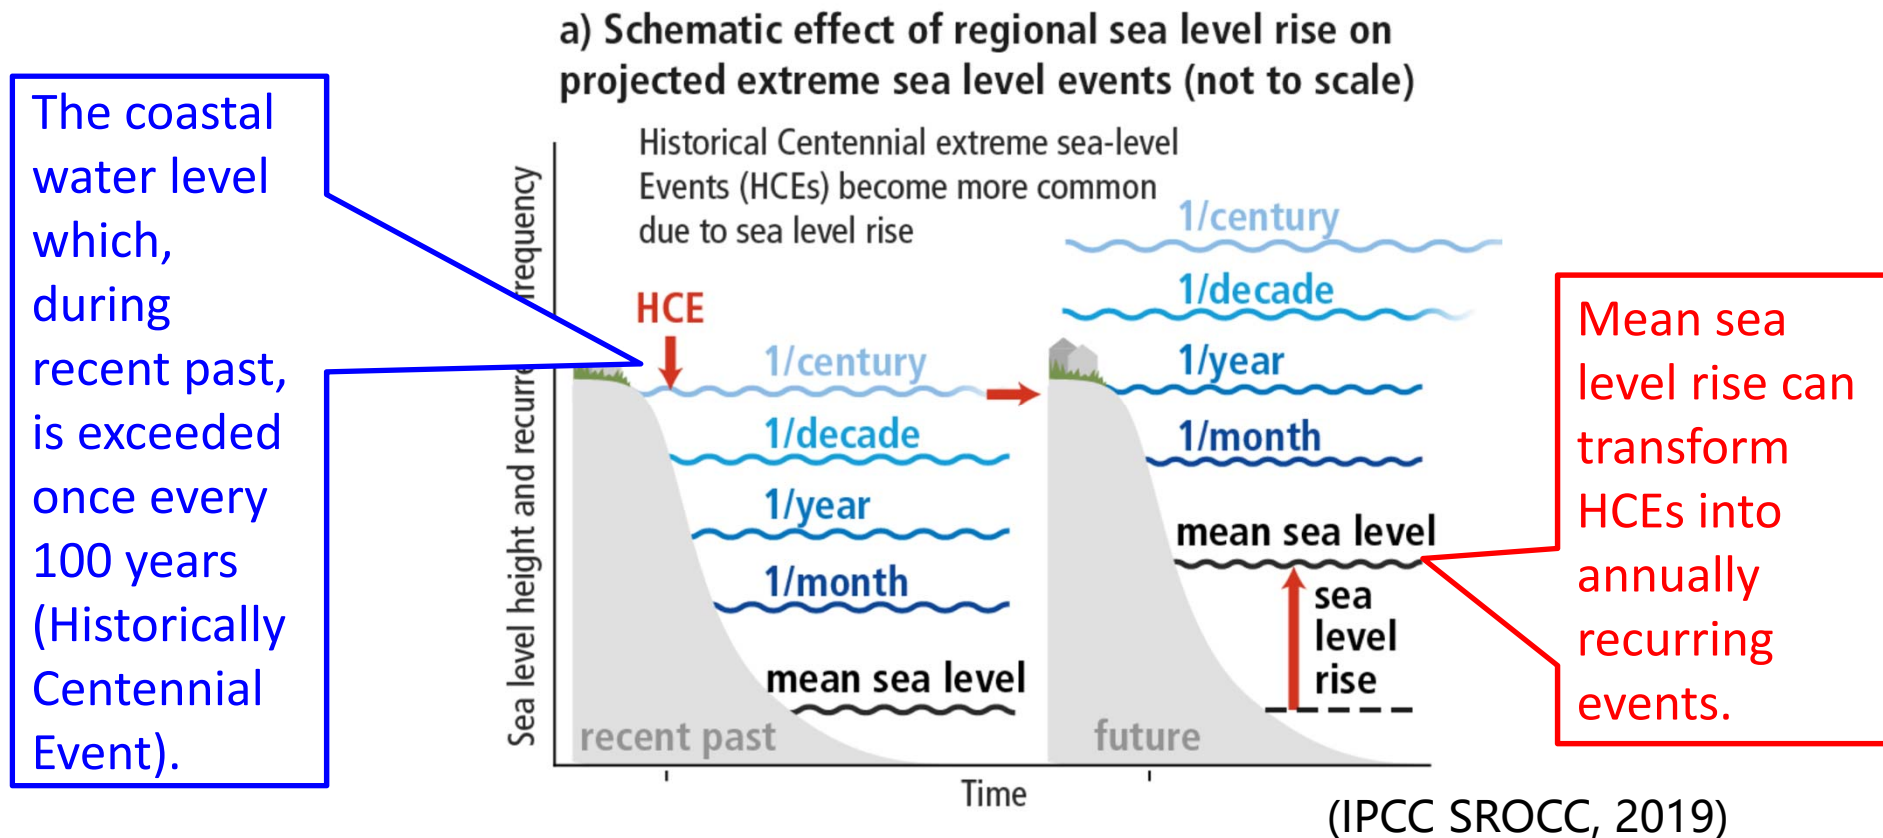 a) Schematic effect of regional sea level rise on
projected extreme sea level events (not to scale)
The coastal
water level
which,
during
recent past,
is exceeded
once every
100 years
(Historically
Centennial
Event).
Historical Centennial extreme sea-level
Events (HCEs) become more common
due to sea level rise
Sea level height and recurre frequency
HCE
1/century
1/decade
1/year
1/month
mean sea level
recent past
1/century
1/decade
1/year
1/month
mean sea level
sea
level
rise
future
Time
Mean sea
level rise can
transform
HCEs into
annually
recurring
events.
(IPCC SROCC, 2019)